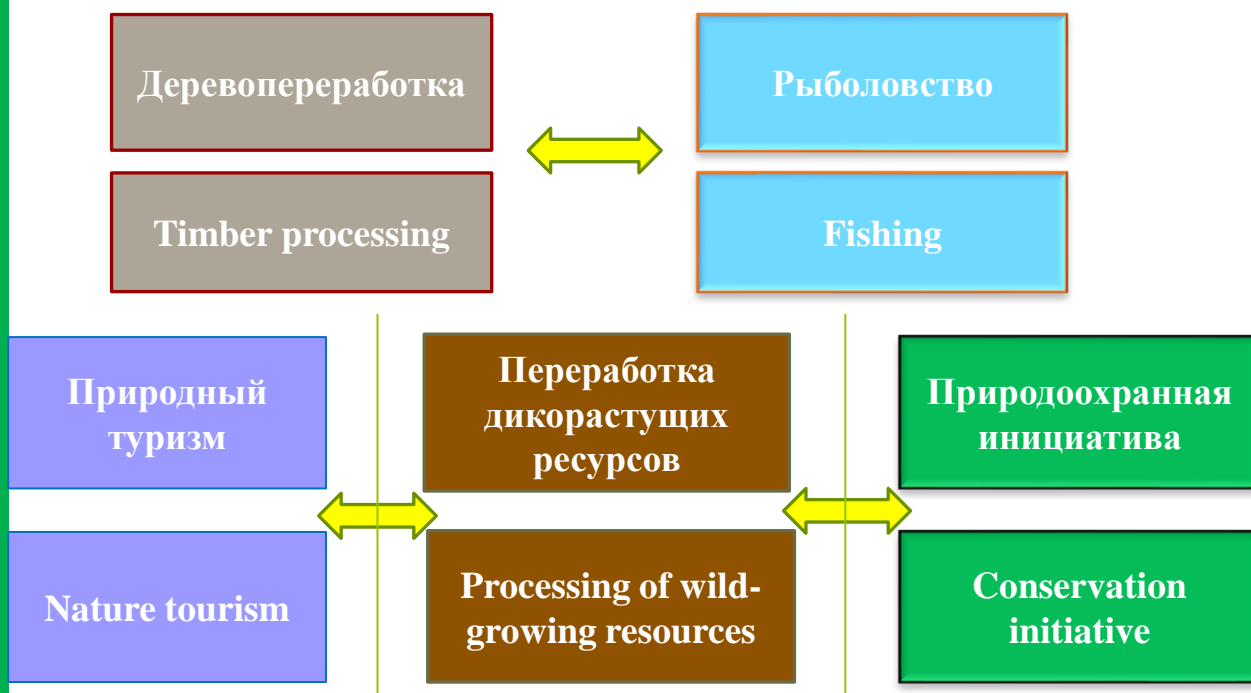 Деревопереработка
Рыболовство
Timber processing
Fishing
Природный
туризм
Переработка
дикорастущих
ресурсов
Природоохранная
инициатива
Nature tourism
Processing of wild-
growing resources
Conservation
initiative